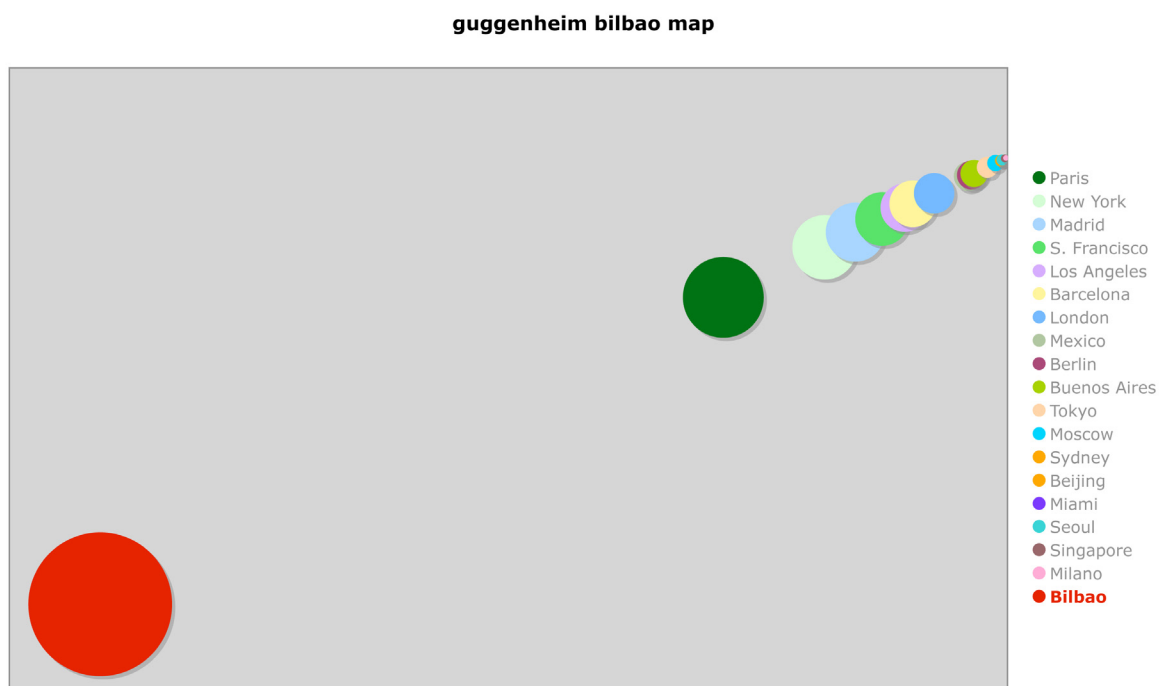 guggenheim bilbao map
Paris
New York
Madrid
S. Francisco
Los Angeles
Barcelona
London
Mexico
Berlin
Buenos Aires
Tokyo
Moscow
Sydney
Beijing
Miami
Seoul
Singapore
Milano
Bilbao